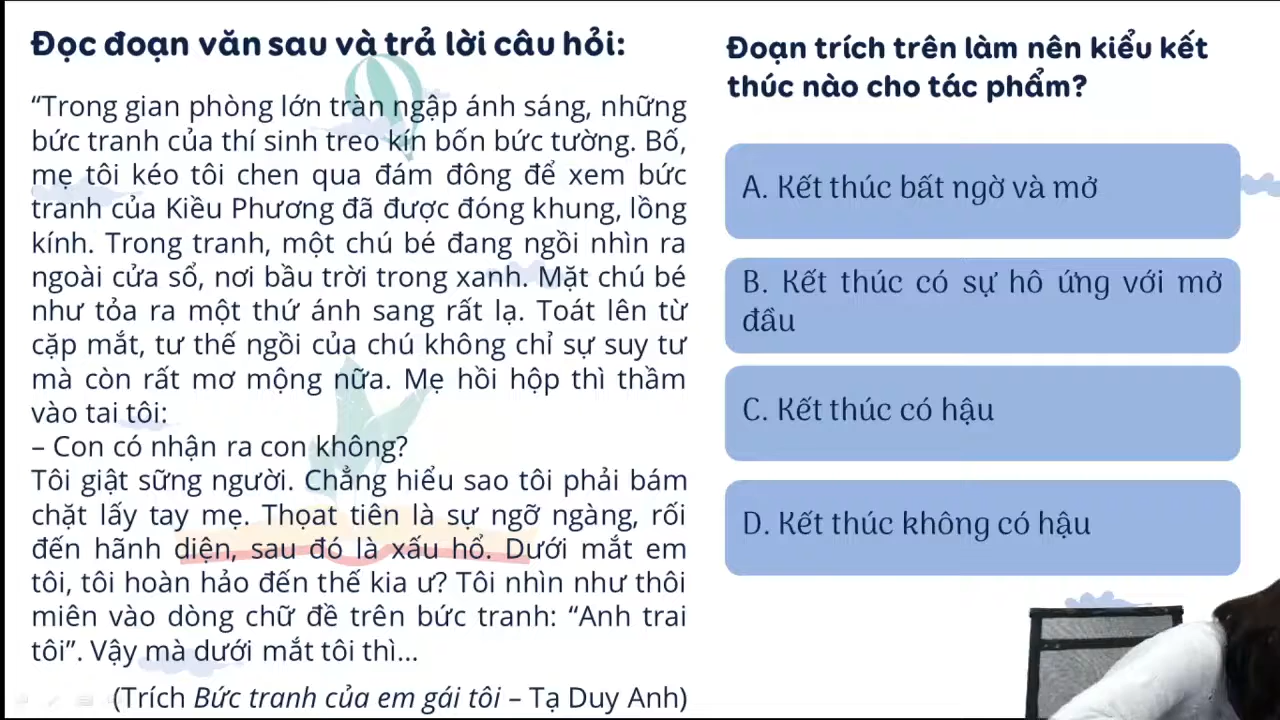 Đọc đoạn văn sau và trả lời câu hỏi:
“Trong gian phòng lớn tràn ngập ánh sáng, những
bức tranh của thí sinh treo kín bốn bức tường. Bố,
mẹ tôi kéo tôi chen qua đám đông để xem bức
tranh của Kiều Phương đã được đóng khung, lồng
kính. Trong tranh, một chú bé đang ngồi nhìn ra
ngoài cửa sổ, nơi bầu trời trong xanh. Mặt chú bé
như tỏa ra một thứ ánh sang rất lạ. Toát lên từ
cặp mắt, tư thế ngồi của chú không chỉ sự suy tư
mà còn rất mơ mộng nữa. Mẹ hồi hộp thì thầm
vào tai tôi:
– Con có nhận ra con không?
Tôi giật sững người. Chẳng hiểu sao tôi phải bám
chặt lấy tay mẹ. Thọat tiên là sự ngỡ ngàng, rối
đến hãnh diện, sau đó là xấu hổ. Dưới mắt em
tôi, tôi hoàn hảo đến thế kia ư? Tôi nhìn như thôi
miên vào dòng chữ đề trên bức tranh: “Anh trai
tôi”. Vậy mà dưới mắt tôi thì...
(Trích Bức tranh của em gái tôi – Tạ Duy Anh)
Đoạn trích trên làm nên kiểu kết
thúc nào cho tác phẩm?
A. Kết thúc bất ngờ và mở
B. Kết thúc có sự hô ứng với mở
đầu
C. Kết thúc có hậu
D. Kết thúc không có hậu